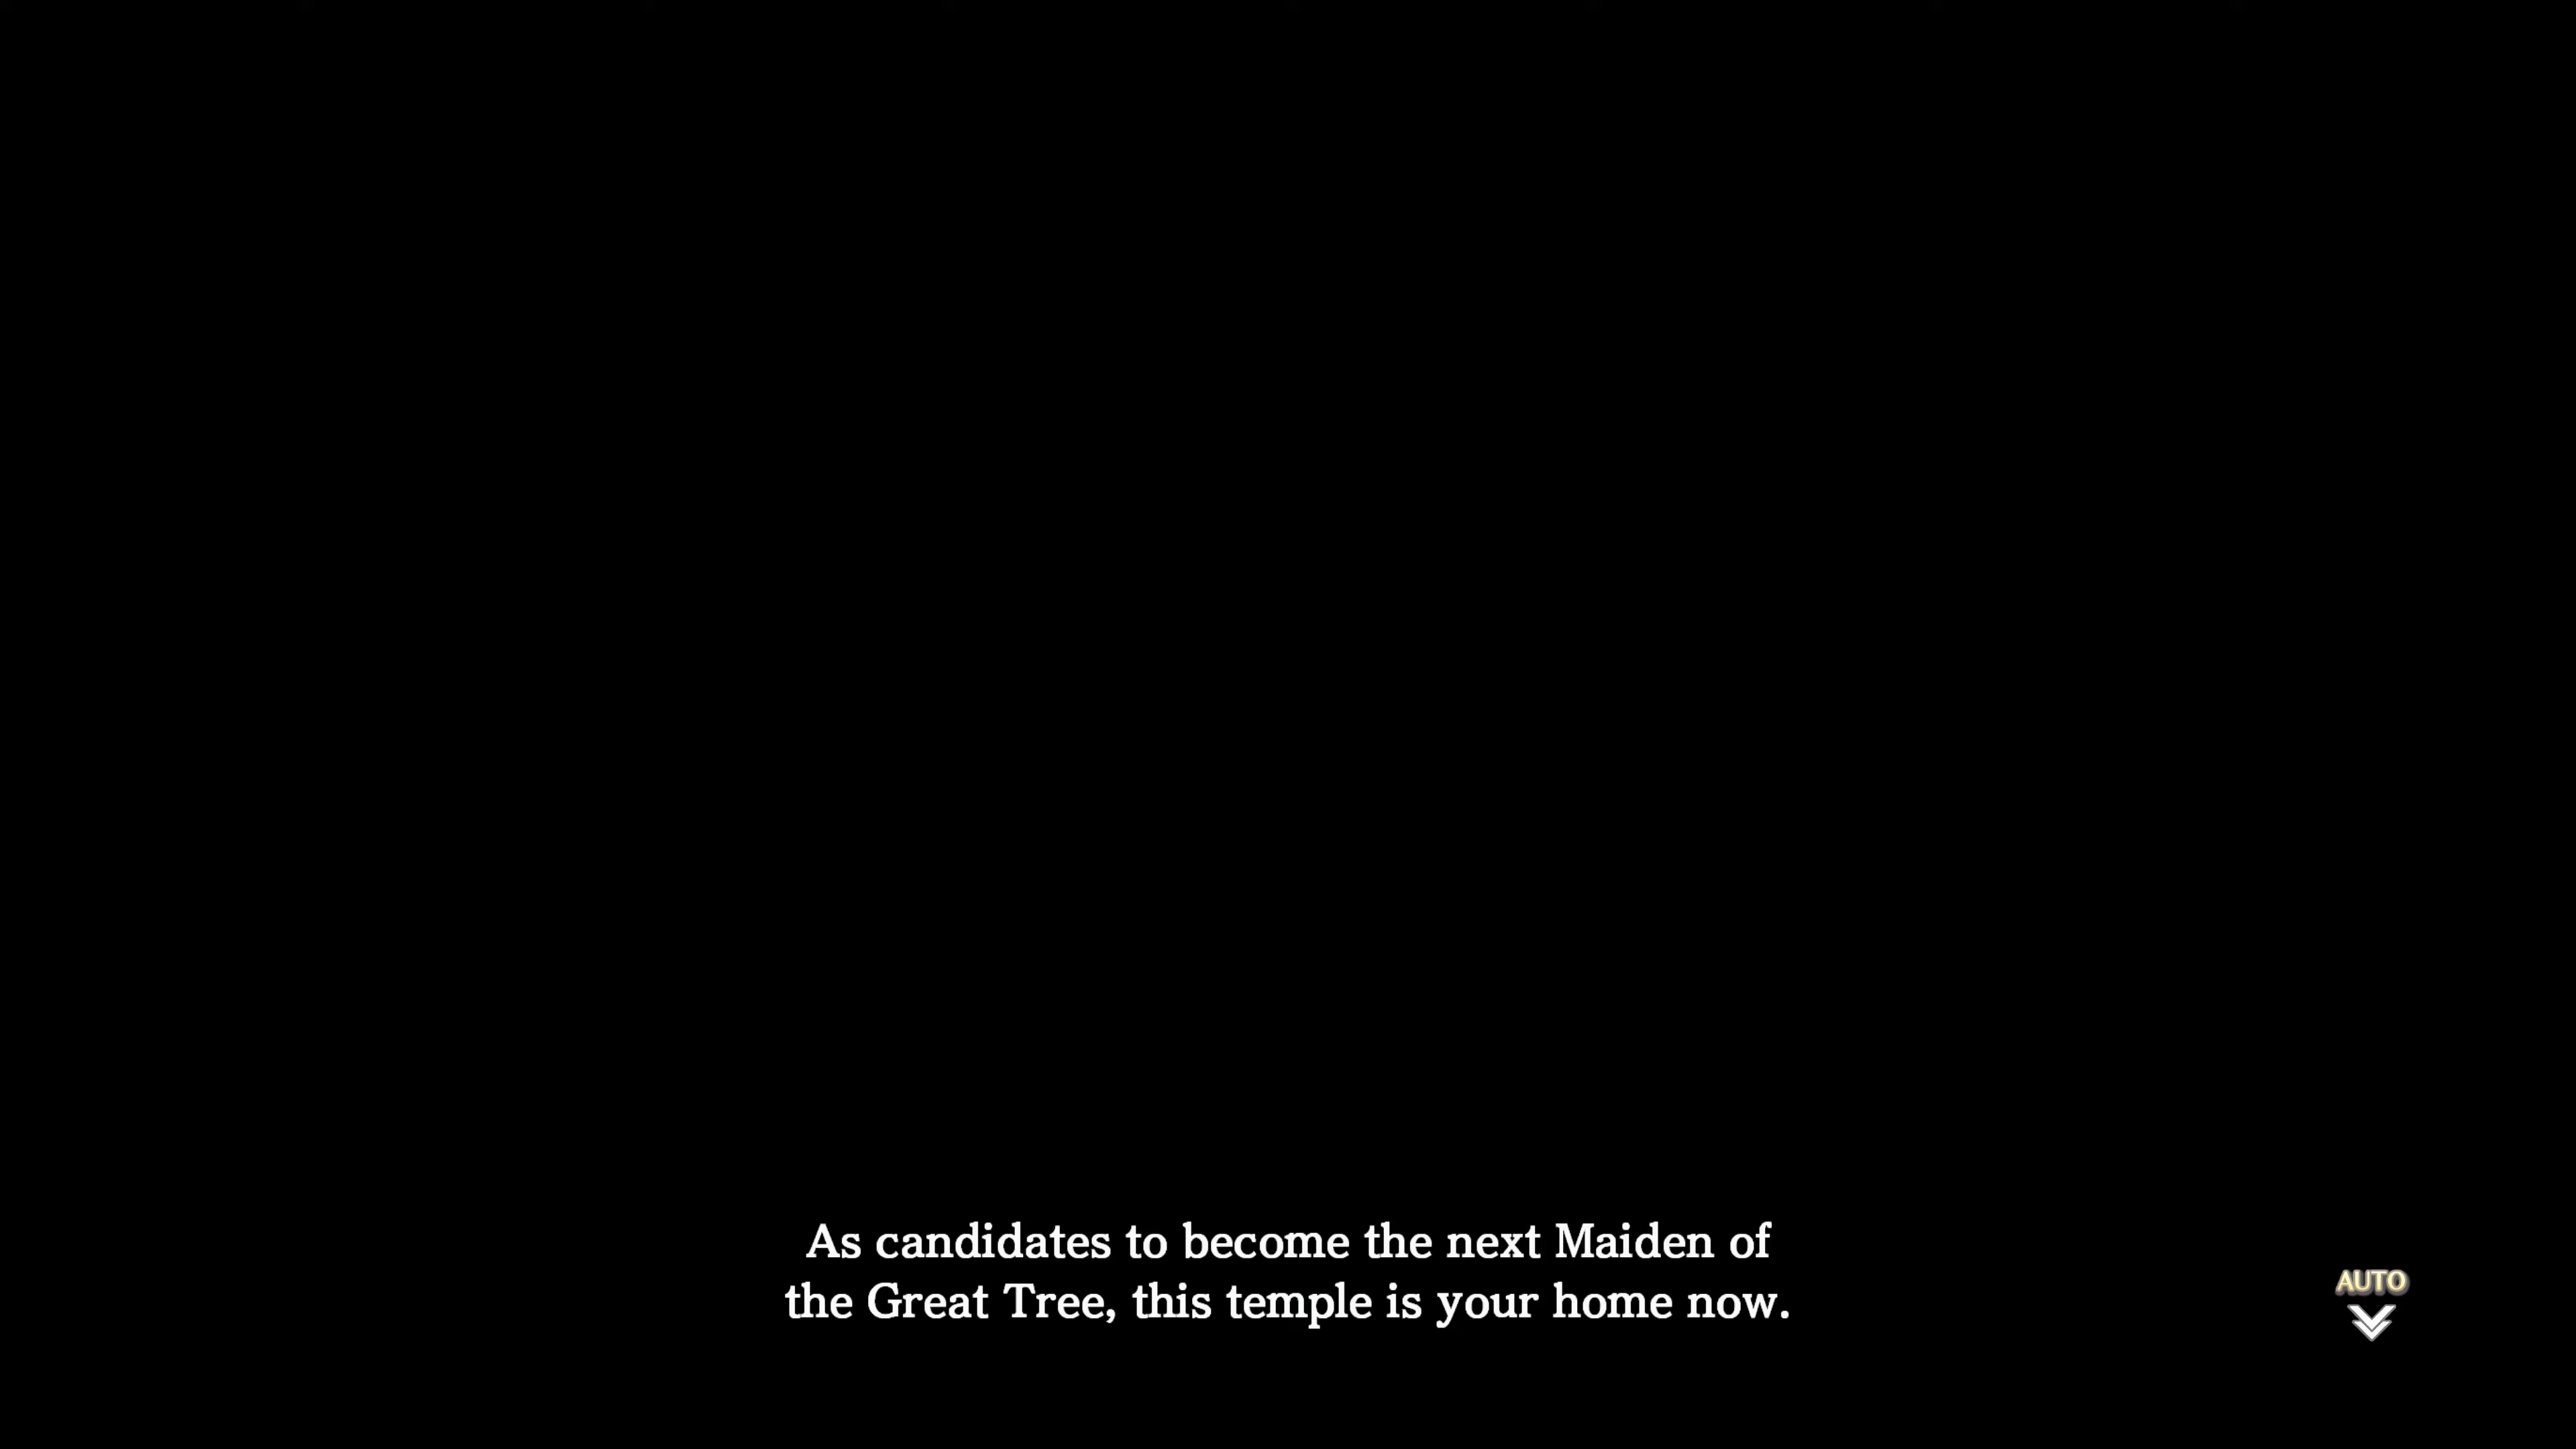 As candidates to become the next Maiden of
the Great Tree, this temple is your home now.
AUTO